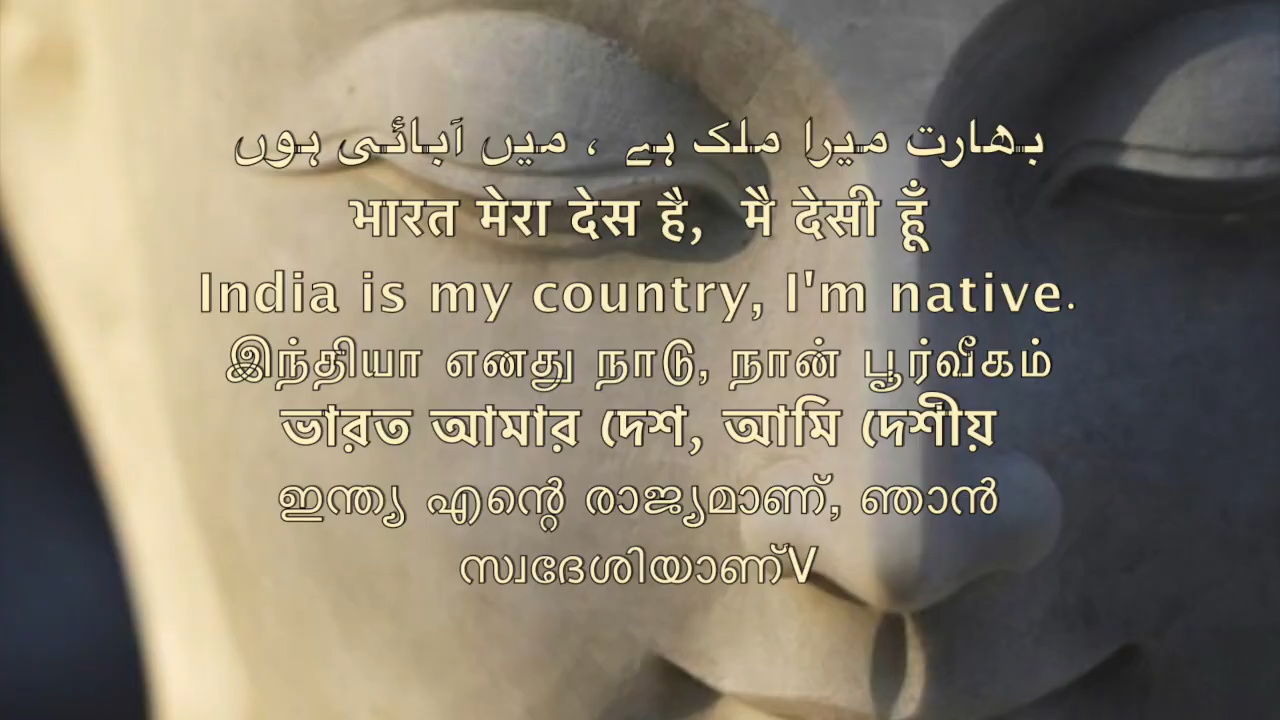 بھارت میرا ملک ہے ، میں آبائی ہوں
भारत मेरा देस है, मै देसी हूँ
India is my country, I'm native.
இந்தியா எனது நாடு, நான் பூர்வீகம்
ভারত আমার দেশ, আমি দেশীয়
ഇന്ത്യ എന്റെ രാജ്യമാണ്, ഞാൻ
സ്വദേശിയാണ്V